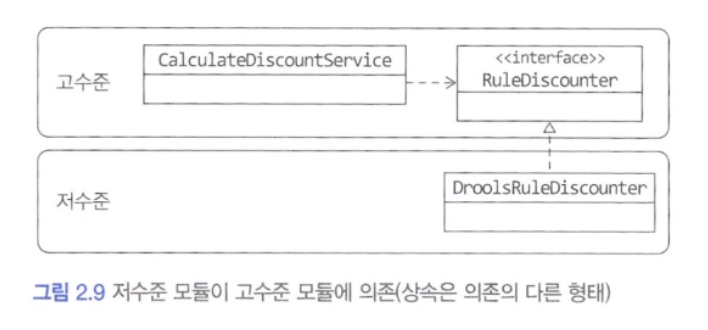 고수준
CalculateDiscountService
<<interface>>
RuleDiscounter
저수준
DroolsRuleDiscounter
그림 2.9 저수준 모듈이 고수준 모듈에 의존(상속은 의존의 다른 형태)